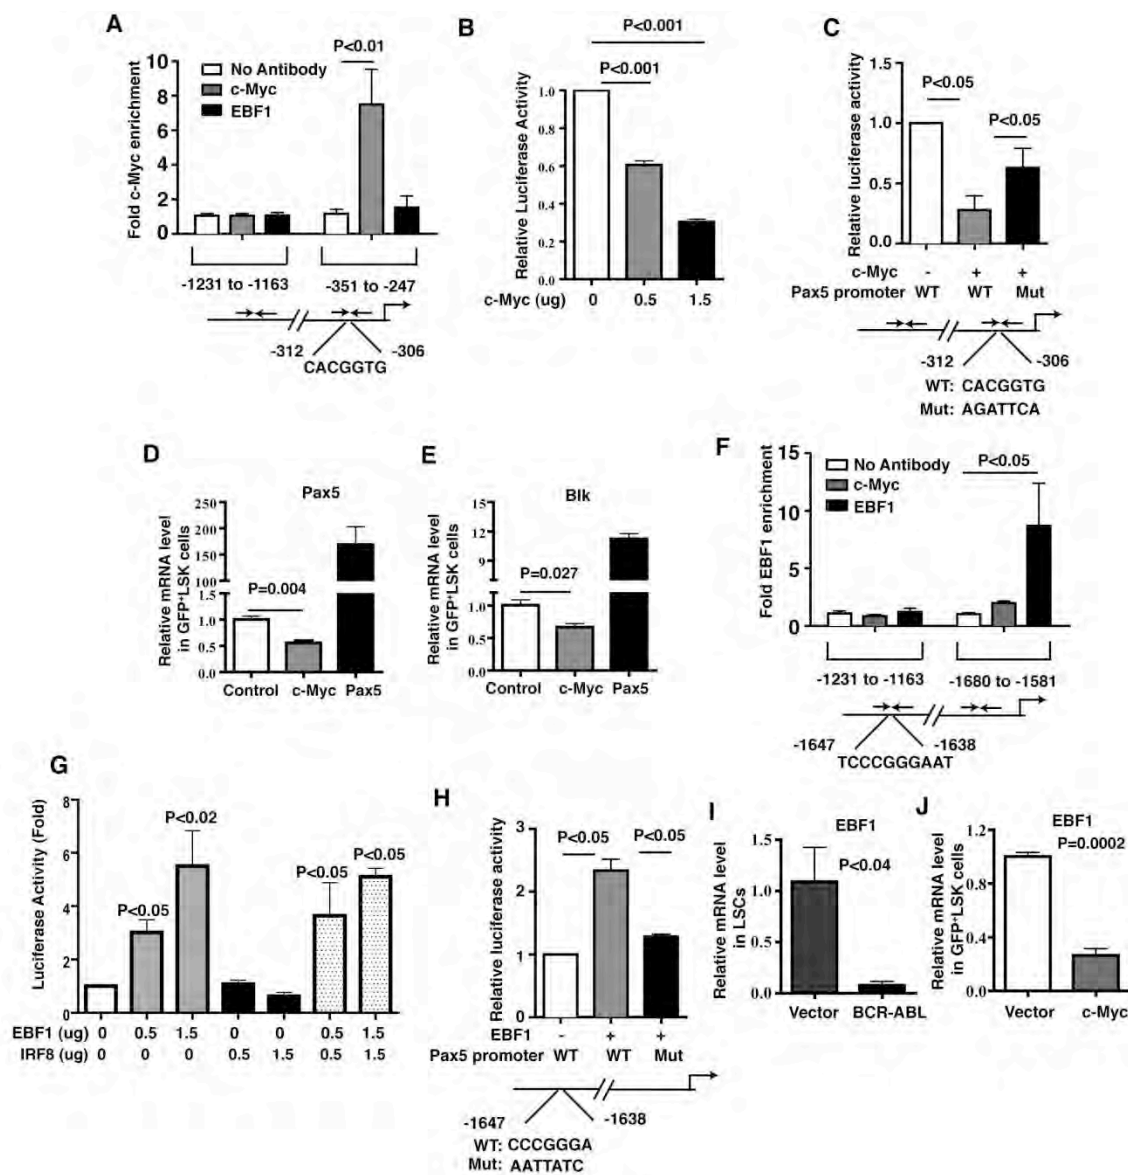 A
P<0.01
No Antibody
c-Myc
EBF1
Fold c-Myc enrichment
10
8
6
4
2
0
-1231 to -1163
-351 to -247
-312
-306
CACGGTG
B
P<0.001
P<0.001
Relative Luciferase Activity
1.0
0.8
0.6
0.4
0.2
0.0
c-Myc (ug)
0
0.5
1.5
C
Relative luciferase activity
1.5
1.0
0.5
0.0
P<0.05
P<0.05
c-Myc - + +
Pax5 promoter WT WT Mut
-312
-306
WT: CACGGTG
Mut: AGATTCA
D
Pax5
Relative mRNA level
in GFP+LSK cells
250
200
150
100
1.5
1.0
0.5
0.0
P=0.004
Control c-Myc Pax5
E
Blk
Relative mRNA level
in GFP+LSK cells
15
12
9
1.0
0.5
0.0
P=0.027
Control c-Myc Pax5
F
No Antibody
c-Myc
EBF1
P<0.05
Fold EBF1 enrichment
15
10
5
0
-1231 to -1163
-1680 to -1581
-1647
-1638
TCCCGGGAAT
G
Luciferase Activity (Fold)
8
6
4
2
0
P<0.05
P<0.02
P<0.05
P<0.05
EBF1 (ug) 0 0.5 1.5 0 0 0.5 1.5
IRF8 (ug) 0 0 0 0.5 1.5 0.5 1.5
H
Relative luciferase activity
3
2
1
0
P<0.05
P<0.05
EBF1 - + +
Pax5 promoter WT WT Mut
-1647
-1638
WT: CCCGGGA
Mut: AATTATC
I
EBF1
Relative mRNA level
in LSCs
1.5
1.0
0.5
0.0
P<0.04
Vector BCR-ABL
J
EBF1
P=0.0002
Relative mRNA level
in GFP+LSK cells
1.2
0.9
0.6
0.3
0.0
Vector c-Myc